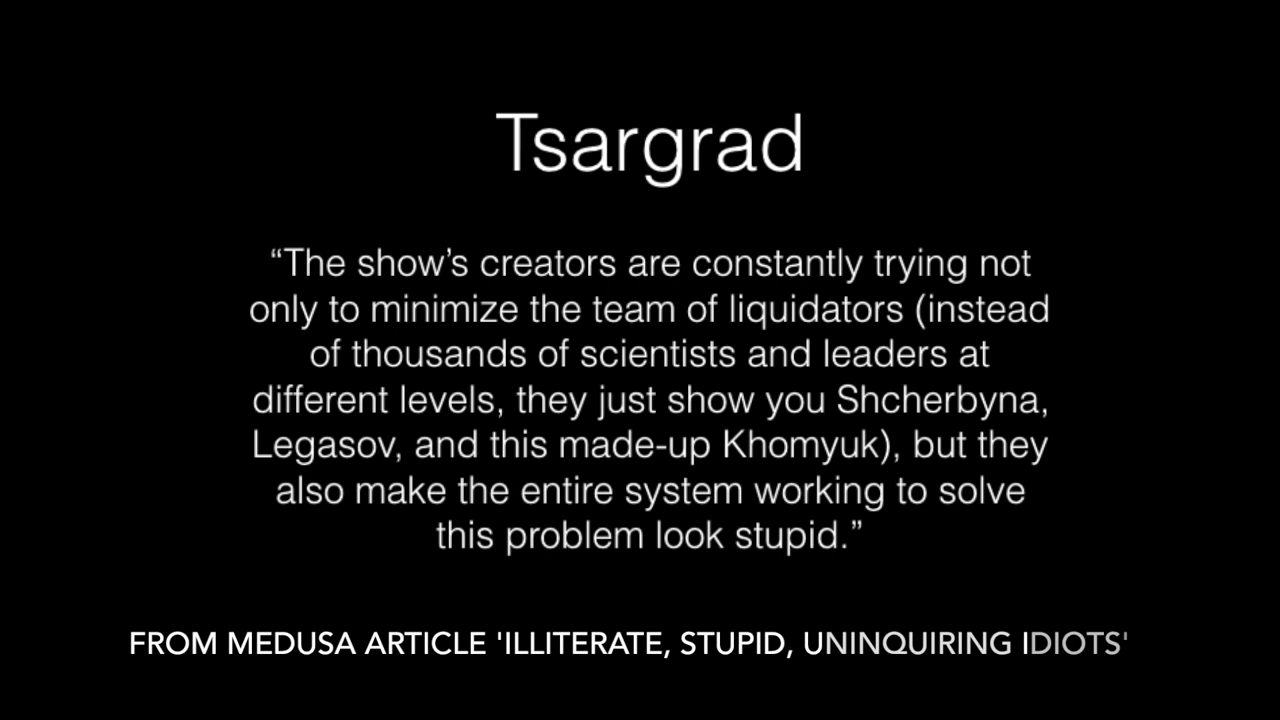 Tsargrad
“The show’s creators are constantly trying not
only to minimize the team of liquidators (instead
of thousands of scientists and leaders at
different levels, they just show you Shcherbyna,
Legasov, and this made-up Khomyuk), but they
also make the entire system working to solve
this problem look stupid.”
FROM MEDUSA ARTICLE 'ILLITERATE, STUPID, UNINQUIRING IDIOTS'